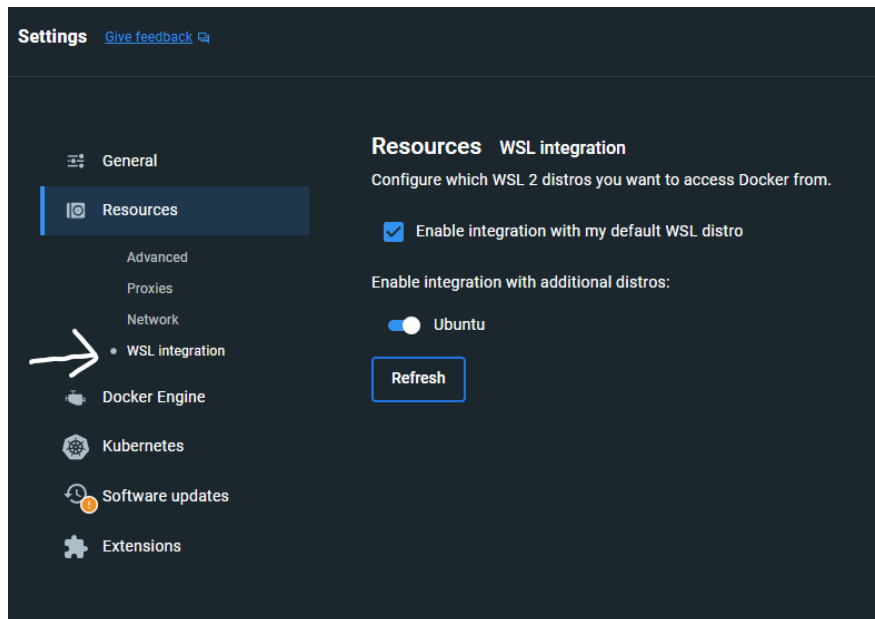 Settings Give feedback
General
Resources
Advanced
Proxies
Network
WSL integration
Docker Engine
Kubernetes
Software updates
Extensions
Resources WSL integration
Configure which WSL 2 distros you want to access Docker from.
Enable integration with my default WSL distro
Enable integration with additional distros:
Ubuntu
Refresh